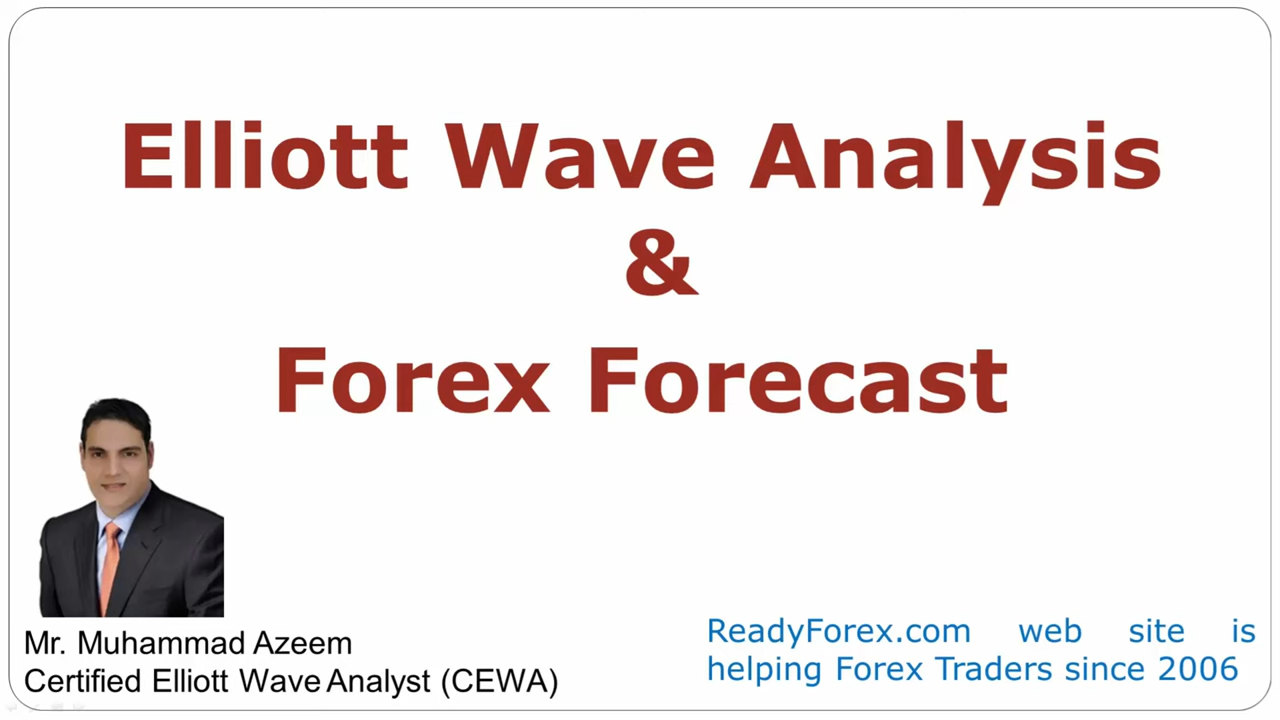 Elliott Wave Analysis
&
Forex Forecast
Mr. Muhammad Azeem
Certified Elliott Wave Analyst (CEWA)
ReadyForex.com web site is
helping Forex Traders since 2006